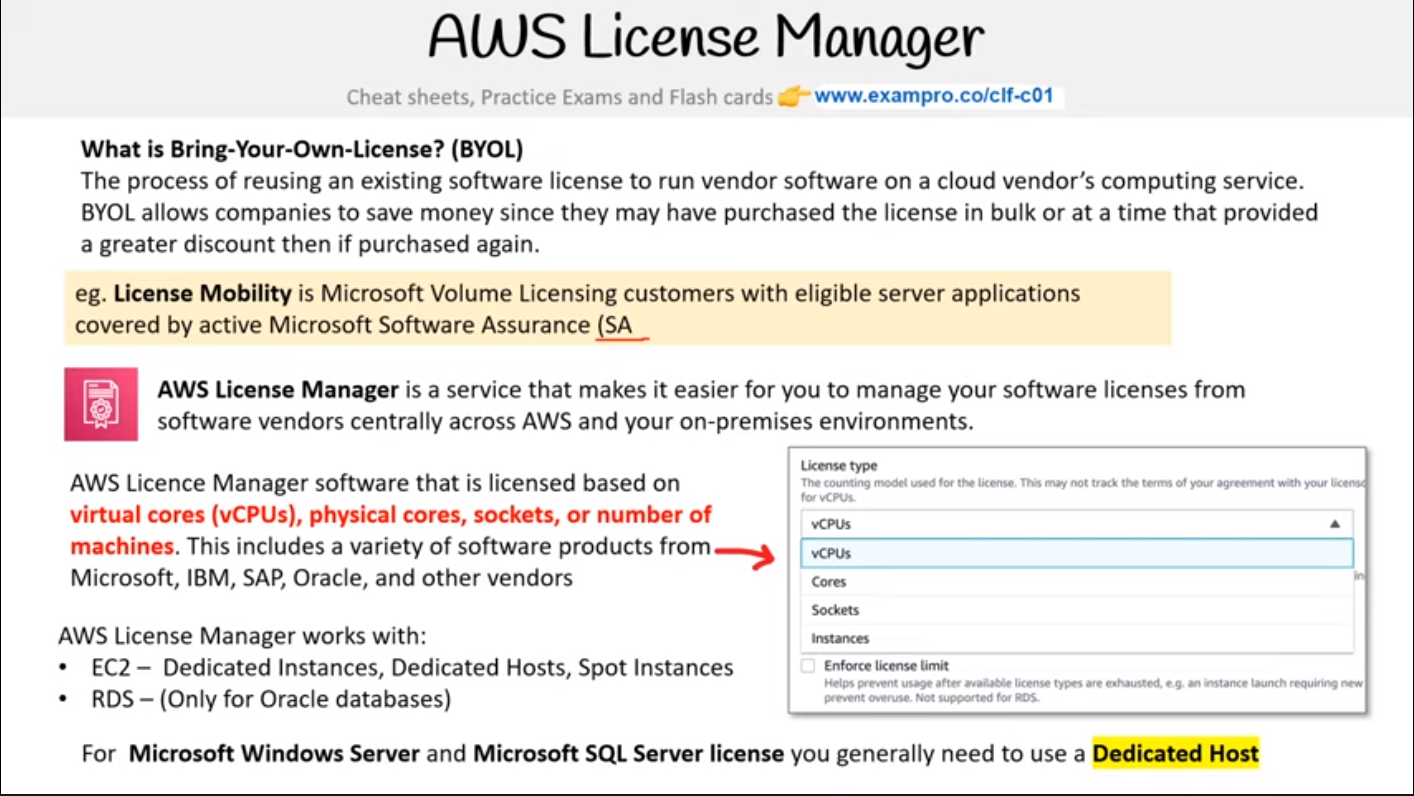 AWS License Manager
Cheat sheets, Practice Exams and Flash cards 👉 www.exampro.co/clf-c01
What is Bring-Your-Own-License? (BYOL)
The process of reusing an existing software license to run vendor software on a cloud vendor's computing service.
BYOL allows companies to save money since they may have purchased the license in bulk or at a time that provided
a greater discount then if purchased again.
eg. License Mobility is Microsoft Volume Licensing customers with eligible server applications
covered by active Microsoft Software Assurance (SA
AWS License Manager is a service that makes it easier for you to manage your software licenses from
software vendors centrally across AWS and your on-premises environments.
AWS Licence Manager software that is licensed based on
virtual cores (vCPUs), physical cores, sockets, or number of
machines. This includes a variety of software products from
Microsoft, IBM, SAP, Oracle, and other vendors
License type
The counting model used for the license. This may not track the terms of your agreement with your licens
for vCPUs.
vCPUs
vCPUs
Cores
in
Sockets
Instances
Enforce license limit
Helps prevent usage after available license types are exhausted, e.g. an instance launch requiring new
prevent overuse. Not supported for RDS.
AWS License Manager works with:
• EC2 – Dedicated Instances, Dedicated Hosts, Spot Instances
• RDS – (Only for Oracle databases)
For Microsoft Windows Server and Microsoft SQL Server license you generally need to use a Dedicated Host